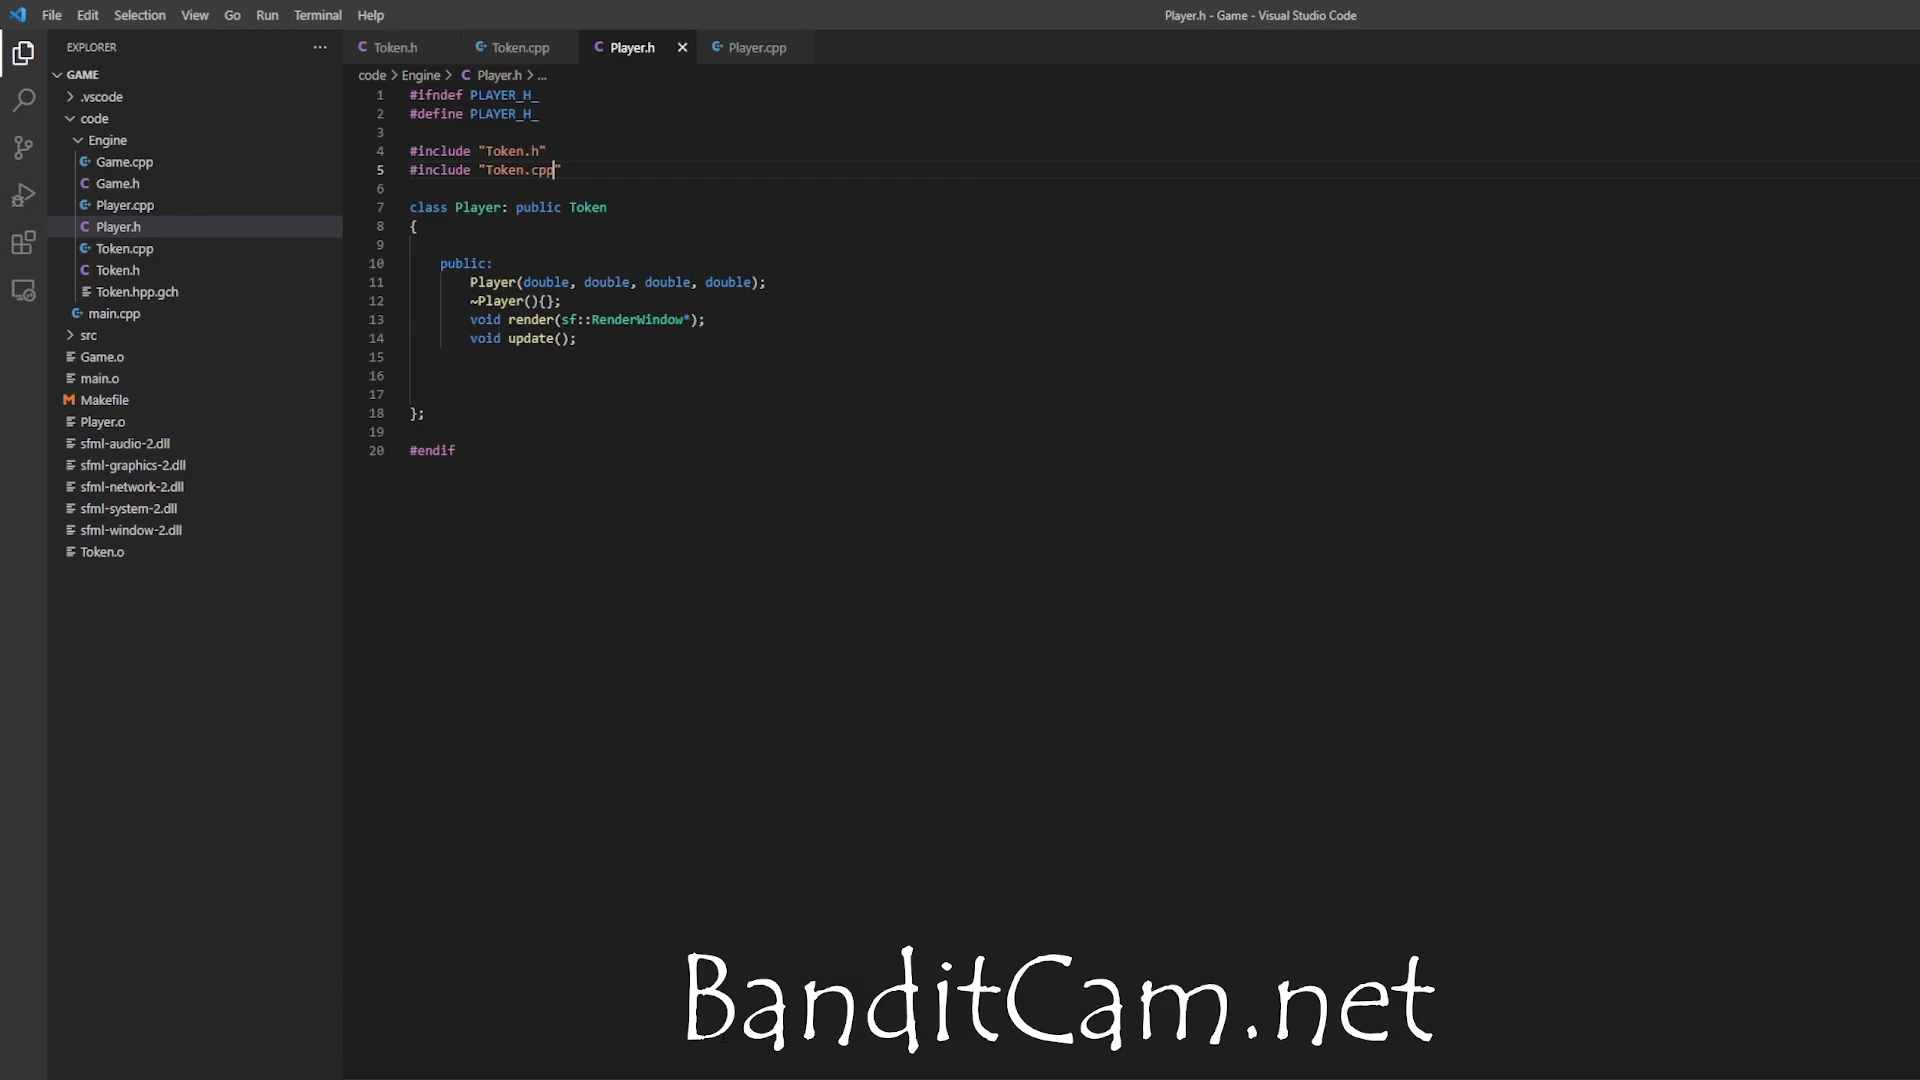 File Edit Selection View Go Run Terminal Help
Player.h - Game - Visual Studio Code
EXPLORER ...
Token.h Token.cpp Player.h Player.cpp
code > Engine > C Player.h > ...
GAME
.vscode
code
Engine
Game.cpp
Game.h
Player.cpp
Player.h
Token.cpp
Token.h
Token.hpp.gch
main.cpp
src
Game.o
main.o
Makefile
Player.o
sfml-audio-2.dll
sfml-graphics-2.dll
sfml-network-2.dll
sfml-system-2.dll
sfml-window-2.dll
Token.o
1 #ifndef PLAYER_H_
2 #define PLAYER_H_
3
4 #include "Token.h"
5 #include "Token.cpp"
6
7 class Player: public Token
8 {
9
10 public:
11 Player(double, double, double, double);
12 ~Player(){};
13 void render(sf::RenderWindow*);
14 void update();
15
16
17
18 };
19
20 #endif
BanditCam.net